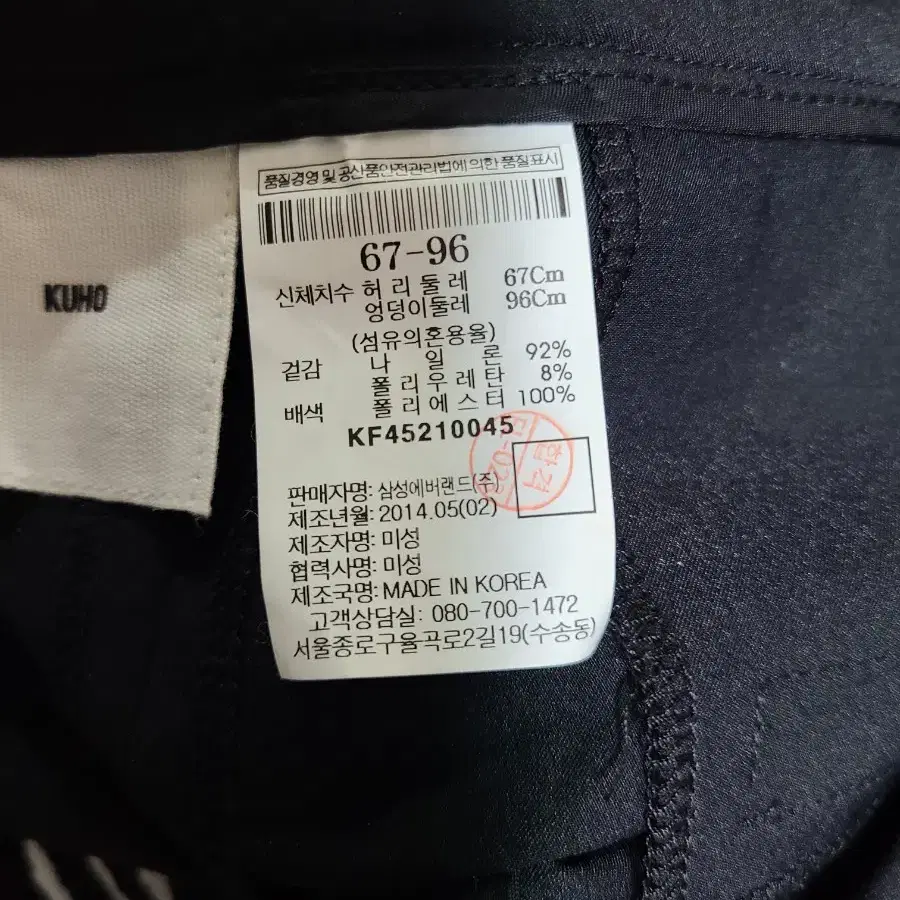 KUHO
품질경영 및 공산품안전관리법에 의한 품질표시
67-96
신체치수 허 리 둘 레 67Cm
엉덩이둘레 96Cm
(섬유의혼용율)
겉감 나 일 론 92%
폴 리 우 레 탄 8%
배색 폴 리 에 스 터 100%
KF45210045
합격
판매자명: 삼성에버랜드(주)
제조년월: 2014.05(02)
제조자명: 미성
협력사명: 미성
제조국명: MADE IN KOREA
고객상담실: 080-700-1472
서울종로구율곡로2길19(수송동)